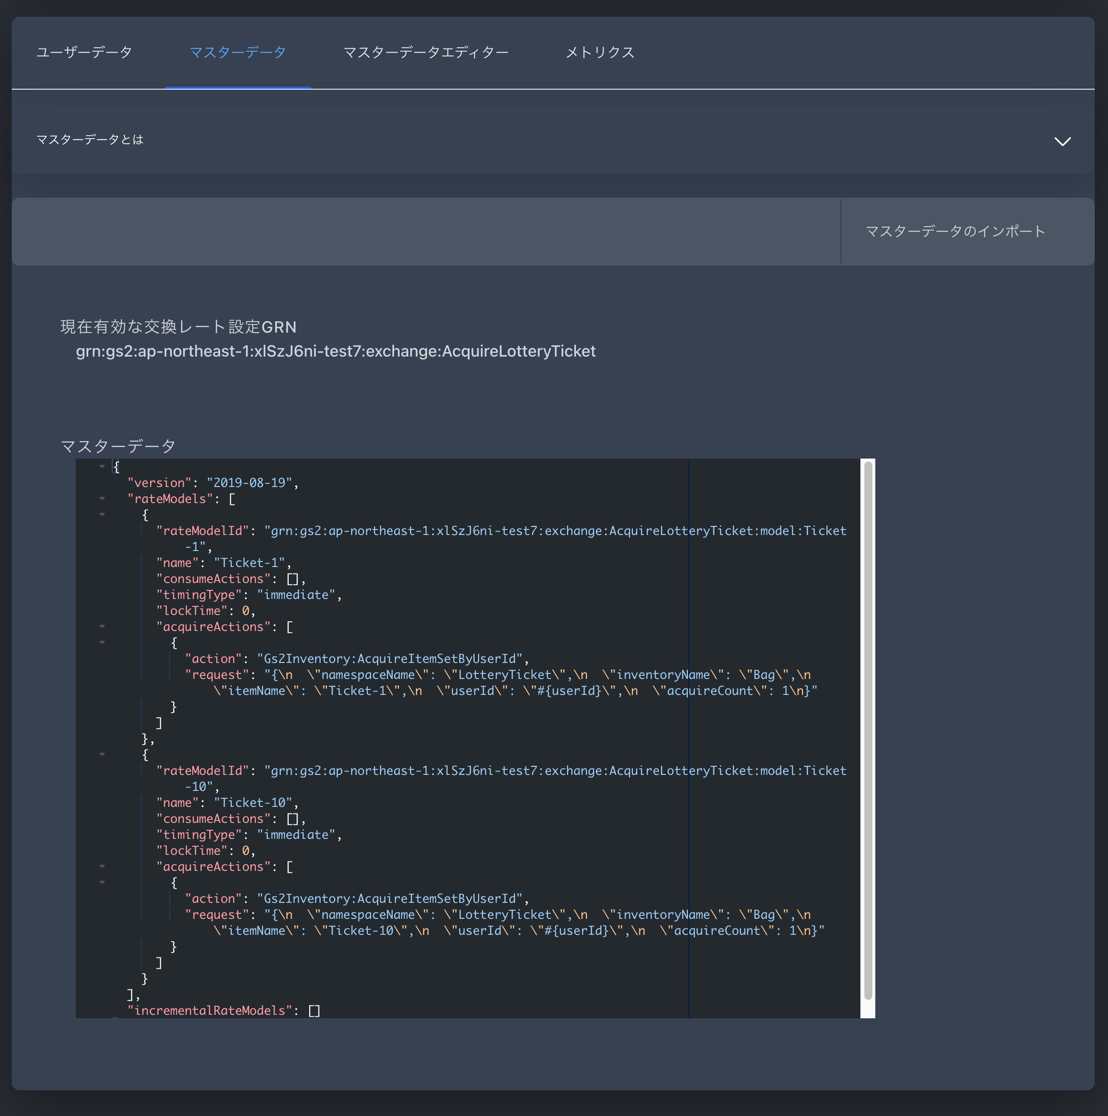 ユーザーデータ マスターデータ マスターデータエディター メトリクス
マスターデータとは
マスターデータのインポート
現在有効な交換レート設定GRN
grn:gs2:ap-northeast-1:xlSzJ6ni-test7:exchange:AcquireLotteryTicket
マスターデータ
{
"version": "2019-08-19",
"rateModels": [
{
"rateModelId": "grn:gs2:ap-northeast-1:xlSzJ6ni-test7:exchange:AcquireLotteryTicket:model:Ticket
-1",
"name": "Ticket-1",
"consumeActions": [],
"timingType": "immediate",
"lockTime": 0,
"acquireActions": [
{
"action": "Gs2Inventory:AcquireItemSetByUserId",
"request": "{\n  \"namespaceName\": \"LotteryTicket\",\n  \"inventoryName\": \"Bag\",\n
\"itemName\": \"Ticket-1\",\n  \"userId\": \"#{userId}\",\n  \"acquireCount\": 1\n}"
}
]
},
{
"rateModelId": "grn:gs2:ap-northeast-1:xlSzJ6ni-test7:exchange:AcquireLotteryTicket:model:Ticket
-10",
"name": "Ticket-10",
"consumeActions": [],
"timingType": "immediate",
"lockTime": 0,
"acquireActions": [
{
"action": "Gs2Inventory:AcquireItemSetByUserId",
"request": "{\n  \"namespaceName\": \"LotteryTicket\",\n  \"inventoryName\": \"Bag\",\n
\"itemName\": \"Ticket-10\",\n  \"userId\": \"#{userId}\",\n  \"acquireCount\": 1\n}"
}
]
}
],
"incrementalRateModels": []